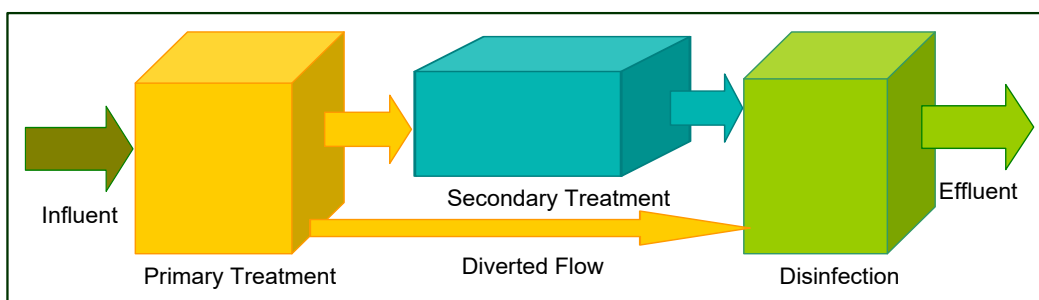 Influent
Primary Treatment
Secondary Treatment
Diverted Flow
Disinfection
Effluent